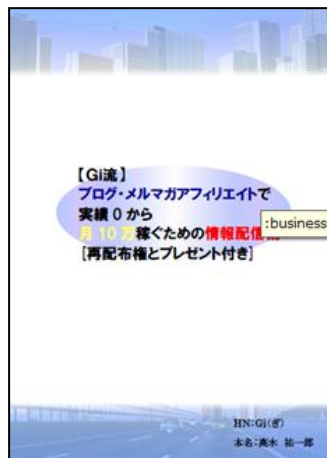 【Gi流】
ブログ・メルマガアフィリエイトで
実績 0 から
月 10 万稼ぐための情報配信
:business
[再配布権とプレゼント付き]
HN:Gi(ぎ)
本名:高木 祐一郎